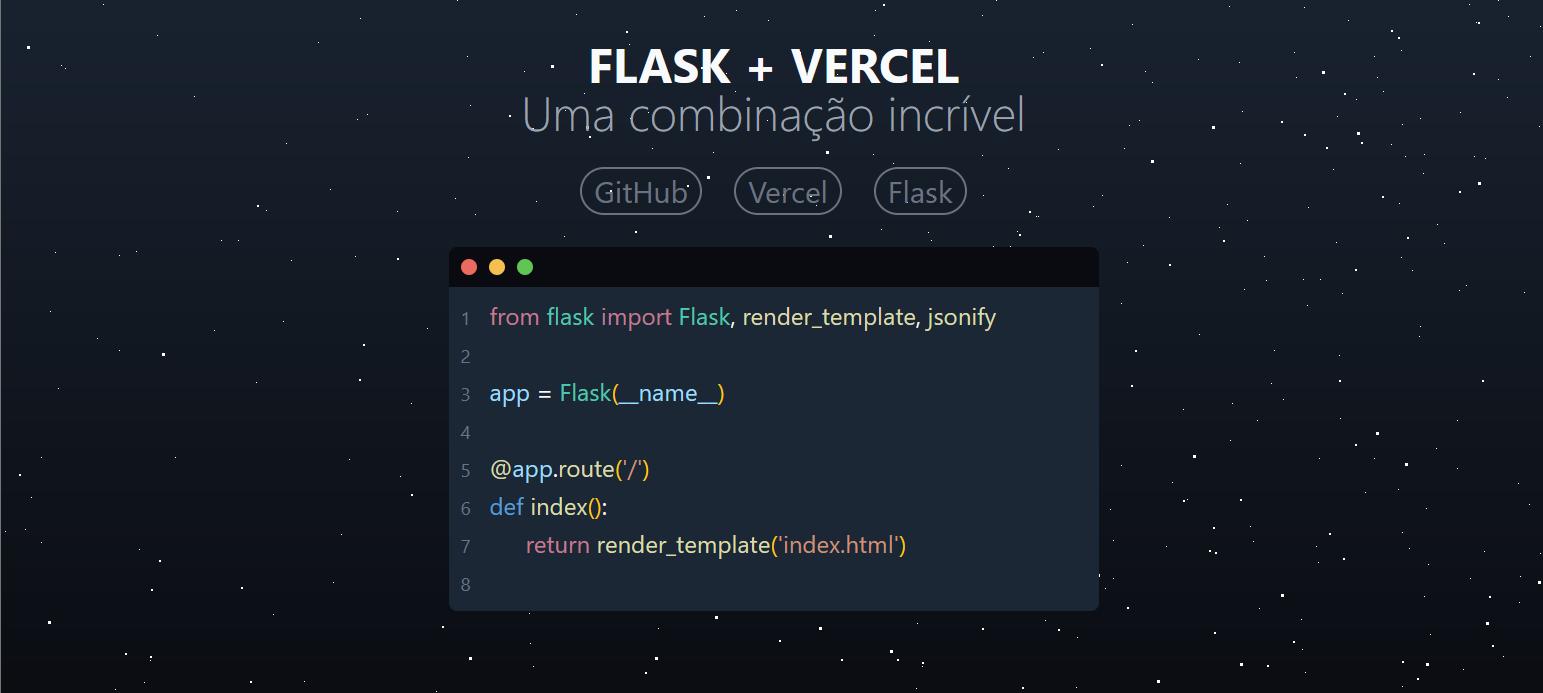 FLASK + VERCEL
Uma combinação incrível
GitHub Vercel Flask
1 from flask import Flask, render_template, jsonify
2
3 app = Flask(__name__)
4
5 @app.route('/')
6 def index():
7 return render_template('index.html')
8